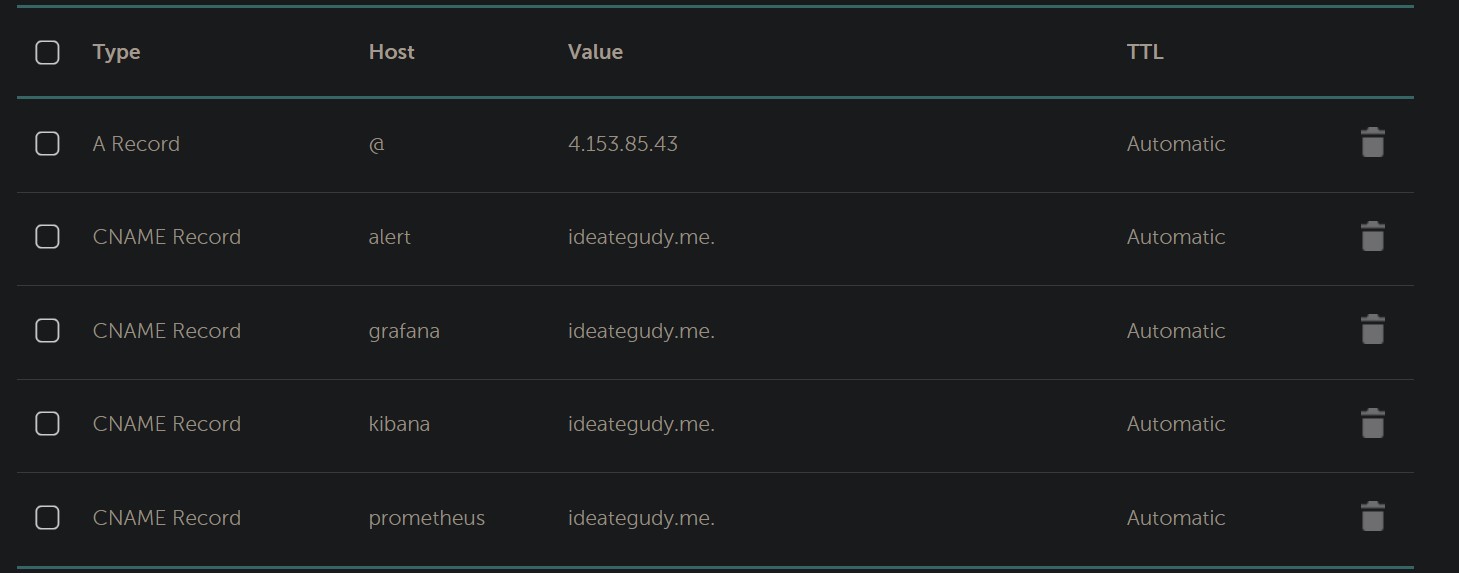 Type Host Value TTL
A Record @ 4.153.85.43 Automatic
CNAME Record alert ideategudy.me. Automatic
CNAME Record grafana ideategudy.me. Automatic
CNAME Record kibana ideategudy.me. Automatic
CNAME Record prometheus ideategudy.me. Automatic